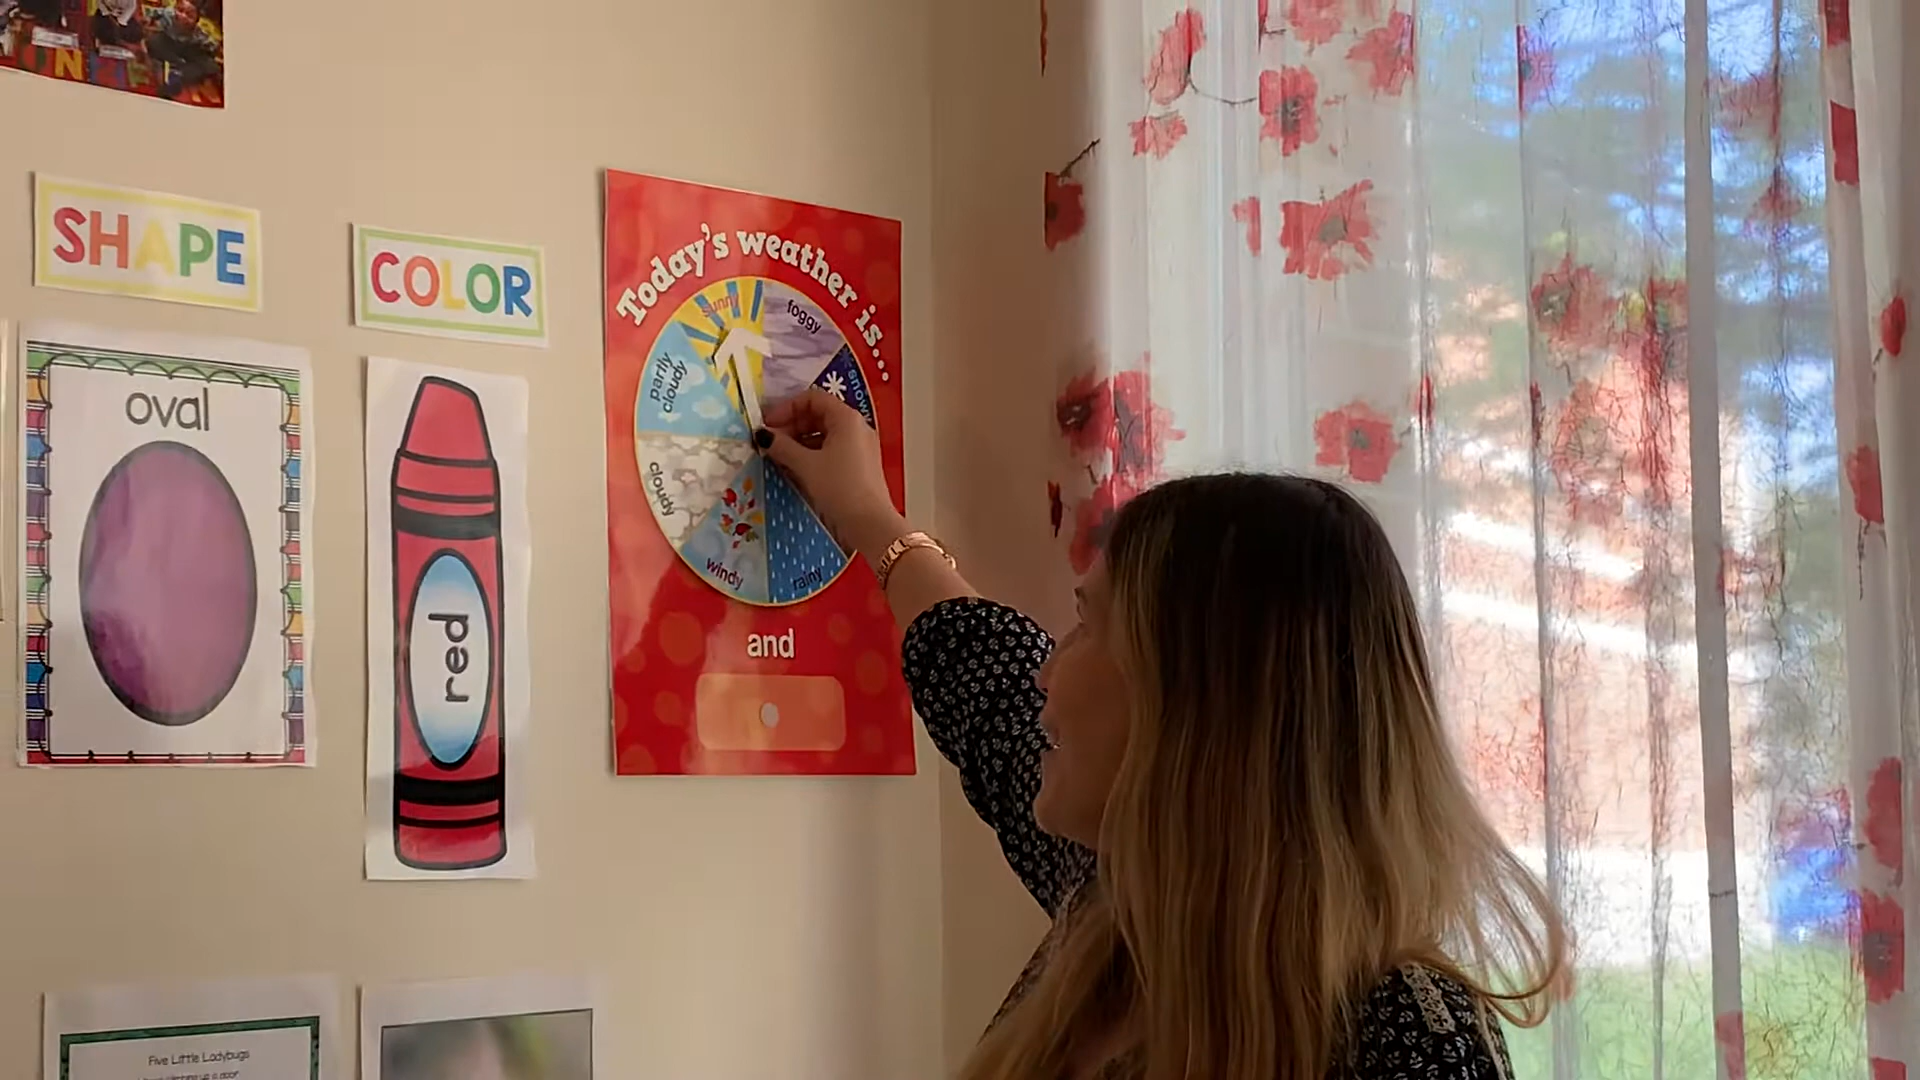 SHAPE
oval
COLOR
red
Today's weather is...
sunny
foggy
snowy
partly
cloudy
cloudy
windy
rainy
and
Five Little Ladybugs